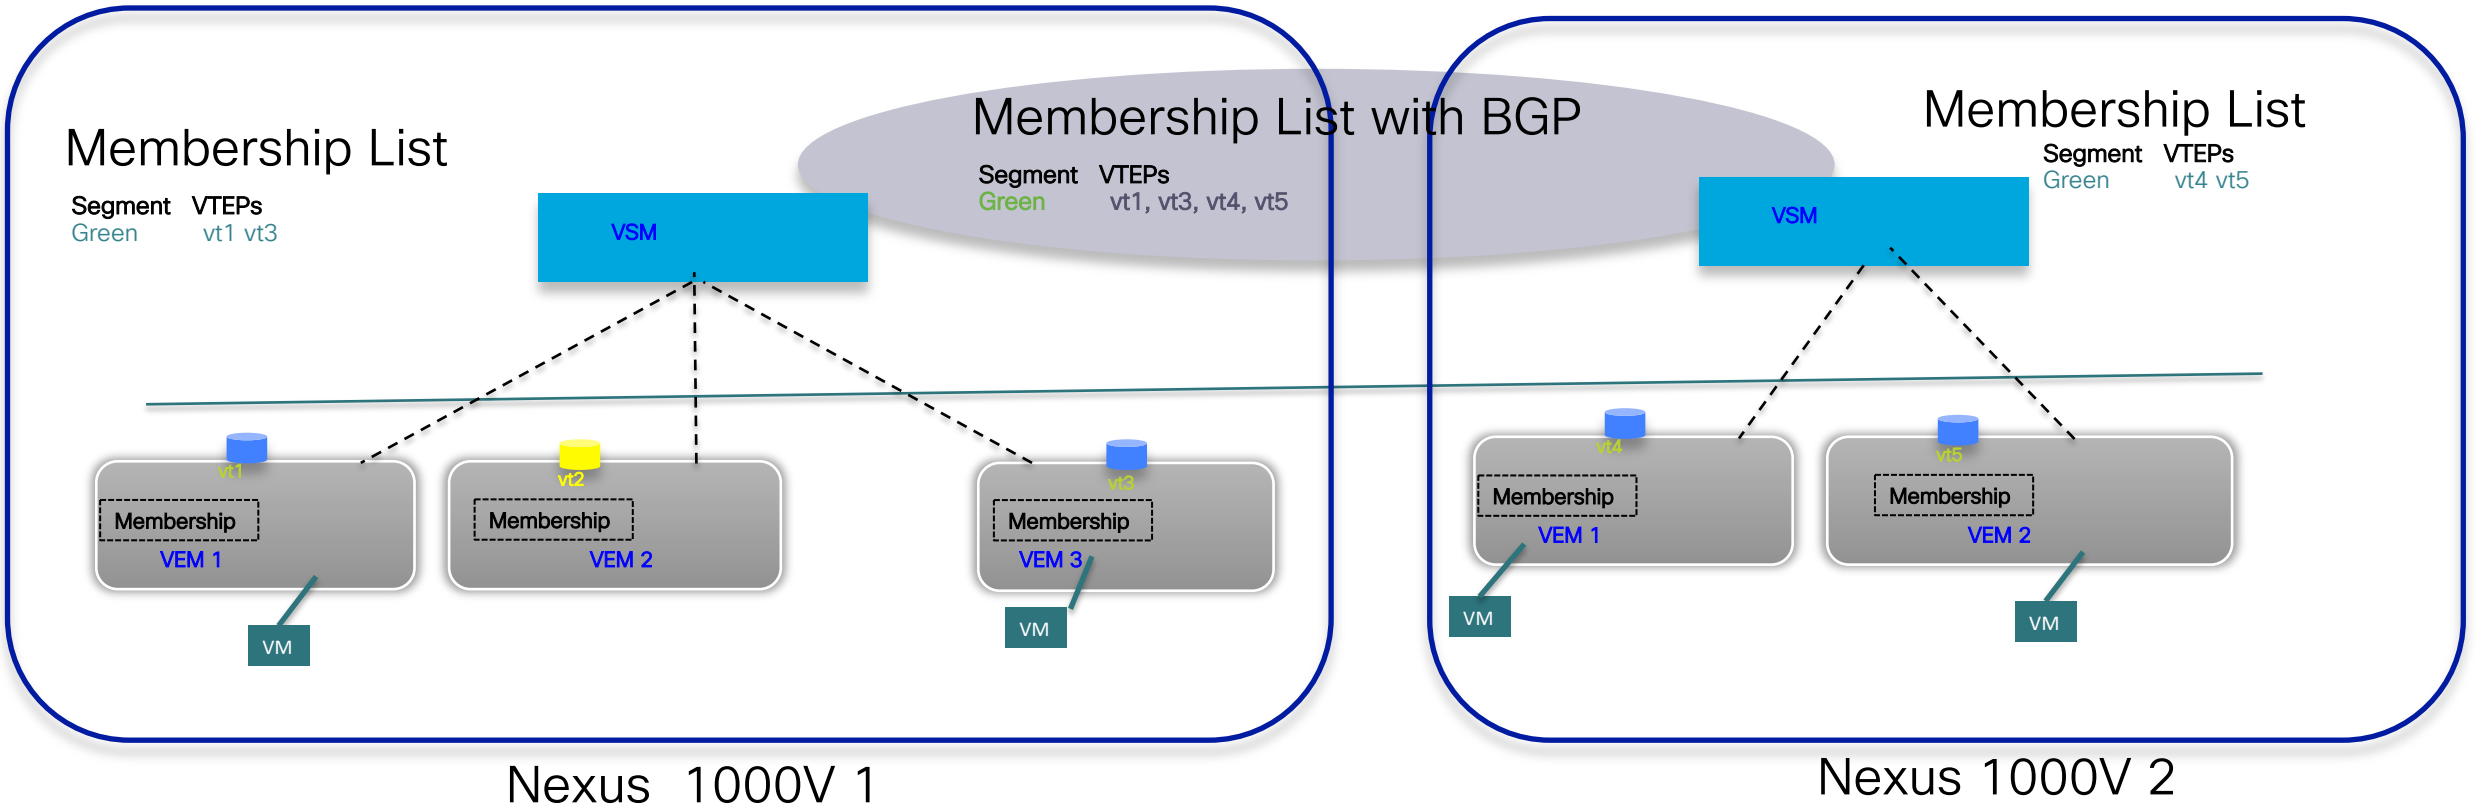 Membership List
Segment VTEPs
Green vt1 vt3
VSM
Membership List with BGP
Segment VTEPs
Green vt1, vt3, vt4, vt5
Membership List
Segment VTEPs
Green vt4 vt5
VSM
vt1
Membership
VEM 1
VM
vt2
Membership
VEM 2
vt3
Membership
VEM 3
VM
vt4
Membership
VEM 1
VM
vt5
Membership
VEM 2
VM
Nexus 1000V 1
Nexus 1000V 2